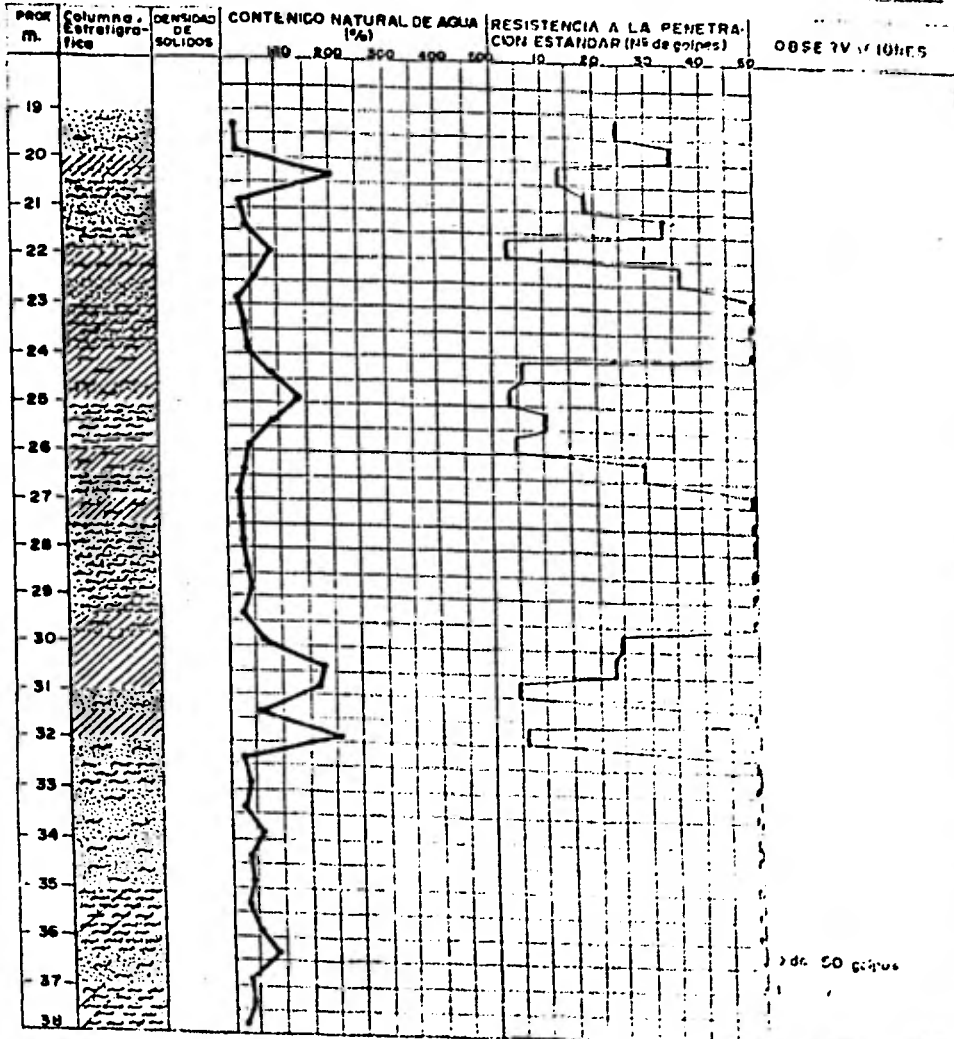 PROF. m.
Columna Estratigrafica
DENSIDAD DE SOLIDOS
CONTENIDO NATURAL DE AGUA (%)
100 200 300 400 500
RESISTENCIA A LA PENETRACION ESTANDAR (Nº de golpes)
10 20 30 40 50
19
20
21
22
23
24
25
26
27
28
29
30
31
32
33
34
35
36
37
38
50 golpes